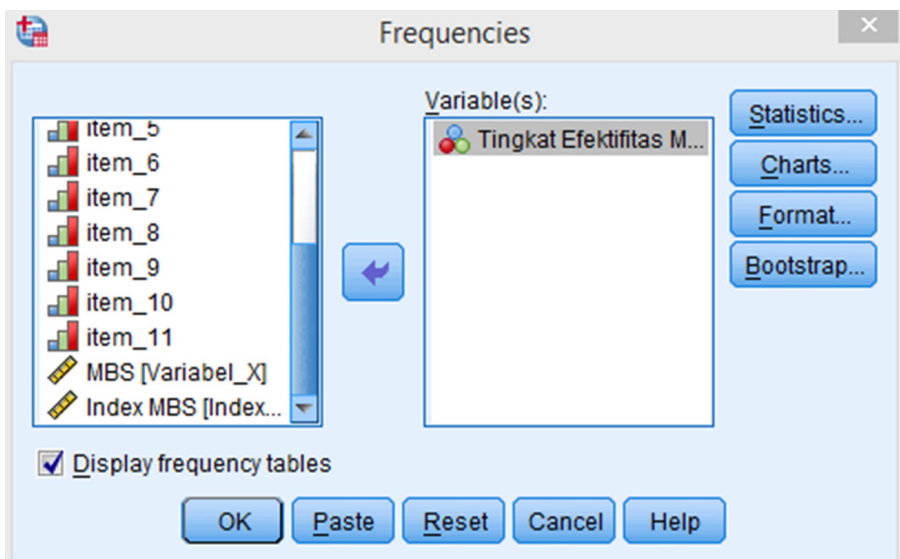 Frequencies
Variable(s):
item_5
item_6
item_7
item_8
item_9
item_10
item_11
MBS [Variabel_X]
Index MBS [Index...
Tingkat Efektifitas M...
Statistics...
Charts...
Format...
Bootstrap...
Display frequency tables
OK Paste Reset Cancel Help